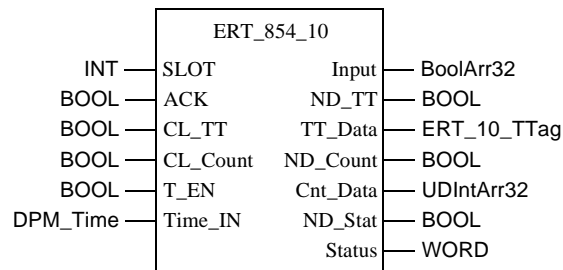 ERT_854_10
INT SLOT Input BoolArr32
BOOL ACK ND_TT BOOL
BOOL CL_TT TT_Data ERT_10_TTag
BOOL CL_Count ND_Count BOOL
BOOL T_EN Cnt_Data UDIntArr32
DPM_Time Time_IN ND_Stat BOOL
Status WORD